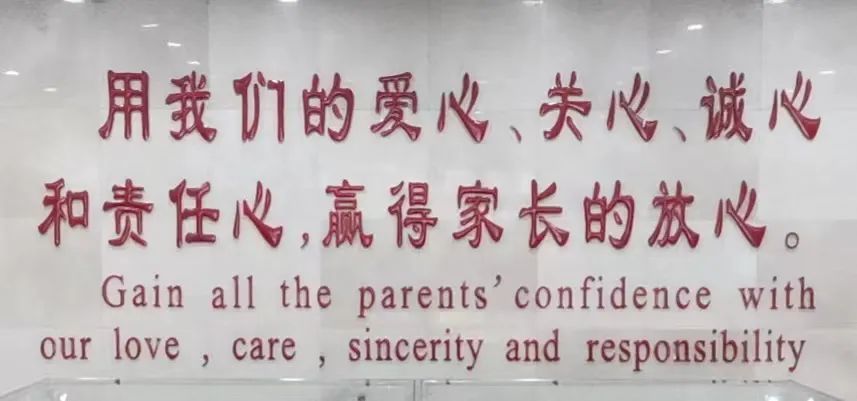 用我们的爱心、关心、诚心
和责任心,赢得家长的放心。
Gain all the parents' confidence with
our love , care , sincerity and responsibility